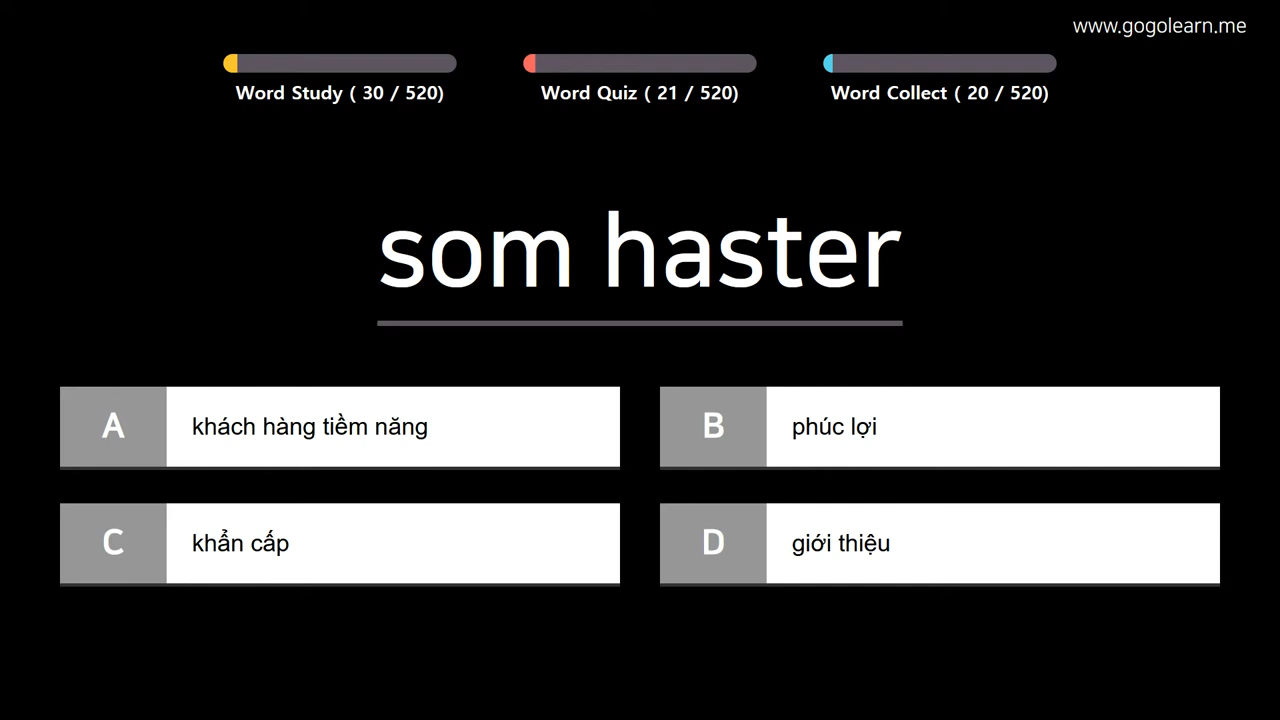 www.gogolearn.me
Word Study ( 30 / 520)
Word Quiz ( 21 / 520)
Word Collect ( 20 / 520)
som haster
A khách hàng tiềm năng
B phúc lợi
C khẩn cấp
D giới thiệu